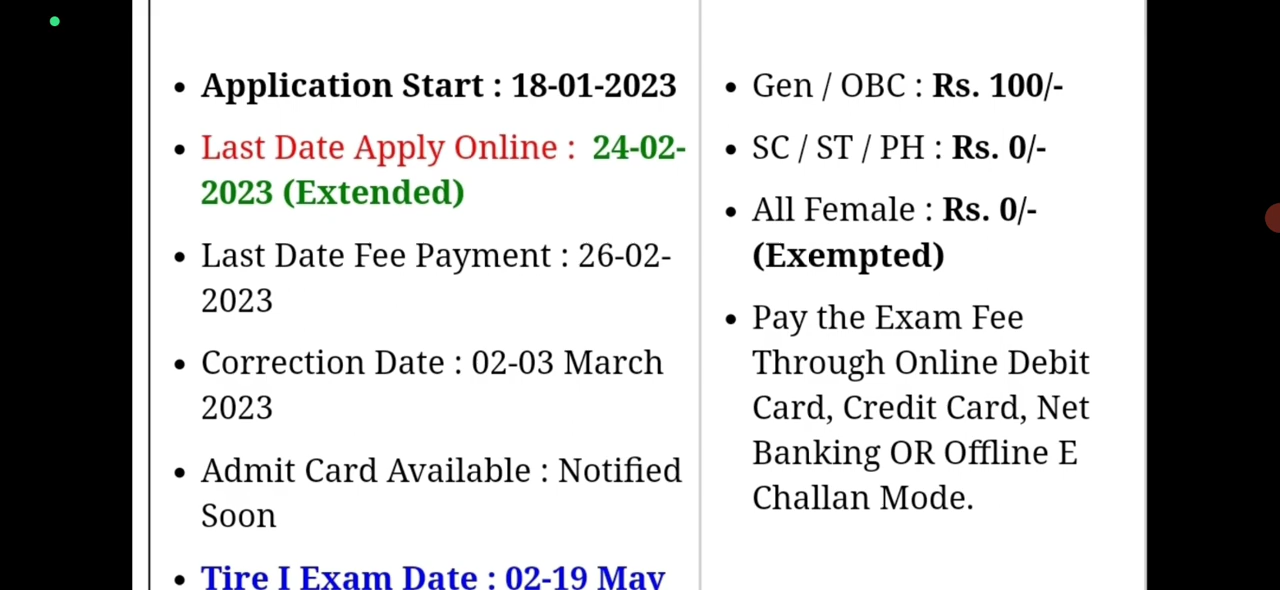 Application Start : 18-01-2023
Last Date Apply Online : 24-02-
2023 (Extended)
Last Date Fee Payment : 26-02-
2023
Correction Date : 02-03 March
2023
Admit Card Available : Notified
Soon
Tire I Exam Date : 02-19 May
Gen / OBC : Rs. 100/-
SC / ST / PH : Rs. 0/-
All Female : Rs. 0/-
(Exempted)
Pay the Exam Fee
Through Online Debit
Card, Credit Card, Net
Banking OR Offline E
Challan Mode.